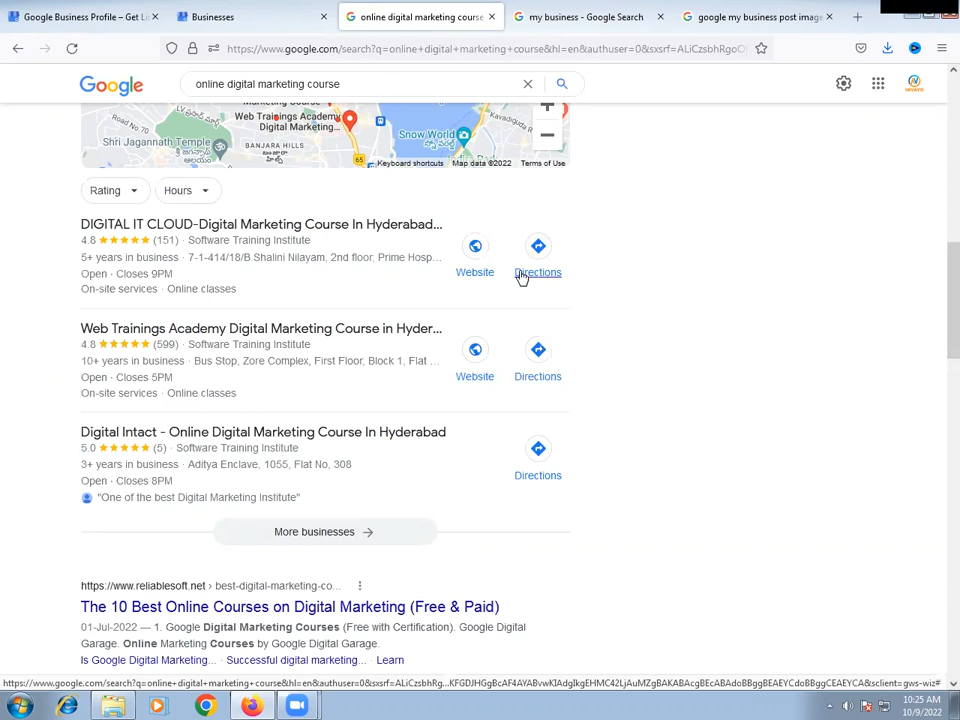 Google Business Profile – Get Li
Businesses
online digital marketing course
my business - Google Search
google my business post image
https://www.google.com/search?q=online+digital+marketing+course&hl=en&authuser=0&sxsrf=ALiCzsbhRgo
Google
online digital marketing course
Road No. 70
Web Trainings Academy
Digital Marketing...
Snow World
Shri Jagannath Temple
BANJARA HILLS
65
Keyboard shortcuts
Map data ©2022
Terms of Use
Rating
Hours
DIGITAL IT CLOUD-Digital Marketing Course In Hyderabad...
4.8 (151) · Software Training Institute
5+ years in business · 7-1-414/18/B Shalini Nilayam, 2nd floor, Prime Hosp...
Open · Closes 9PM
On-site services · Online classes
Website
Directions
Web Trainings Academy Digital Marketing Course in Hyder...
4.8 (599) · Software Training Institute
10+ years in business · Bus Stop, Zore Complex, First Floor, Block 1, Flat ...
Open · Closes 5PM
On-site services · Online classes
Website
Directions
Digital Intact - Online Digital Marketing Course In Hyderabad
5.0 (5) · Software Training Institute
3+ years in business · Aditya Enclave, 1055, Flat No, 308
Open · Closes 8PM
"One of the best Digital Marketing Institute"
Directions
More businesses
https://www.reliablesoft.net › best-digital-marketing-co...
The 10 Best Online Courses on Digital Marketing (Free & Paid)
01-Jul-2022 — 1. Google Digital Marketing Courses (Free with Certification). Google Digital
Garage. Online Marketing Courses by Google Digital Garage.
Is Google Digital Marketing... · Successful digital marketing... · Learn
10:25 AM
10/9/2022